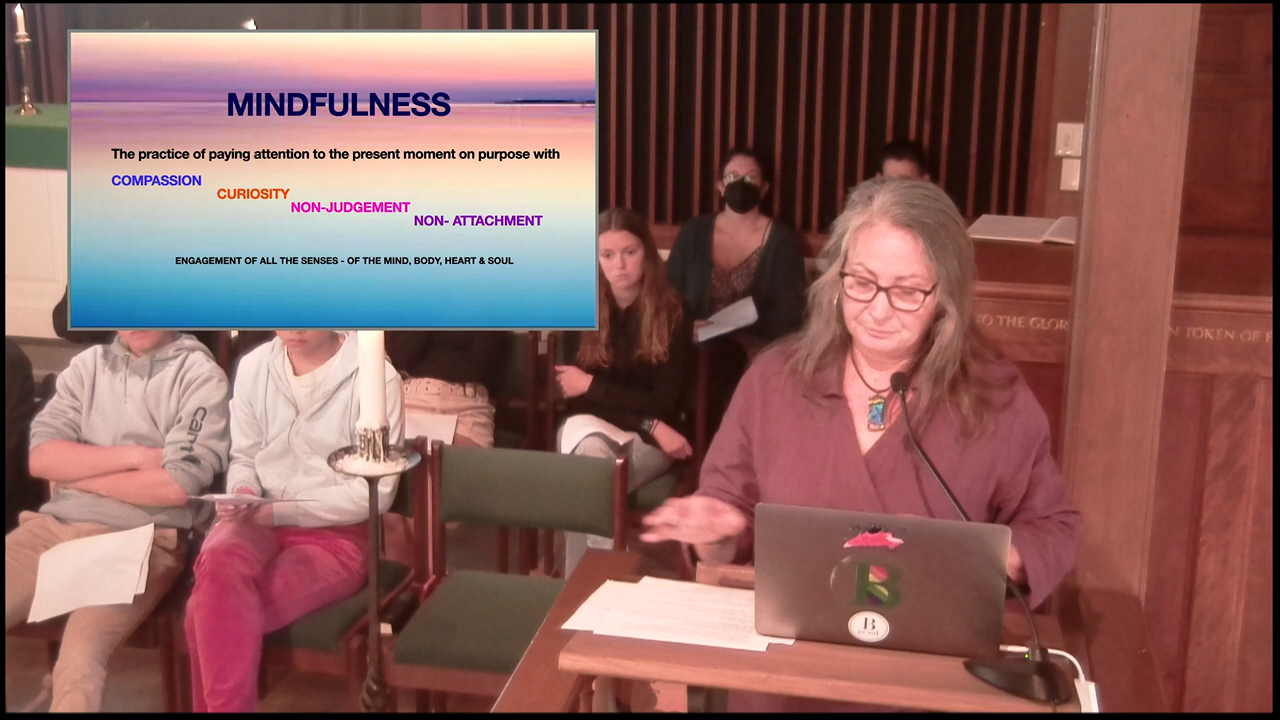 MINDFULNESS
The practice of paying attention to the present moment on purpose with
COMPASSION
CURIOSITY
NON-JUDGEMENT
NON- ATTACHMENT
ENGAGEMENT OF ALL THE SENSES - OF THE MIND, BODY, HEART & SOUL
TO THE GLOR
N TOKEN OF
B
B